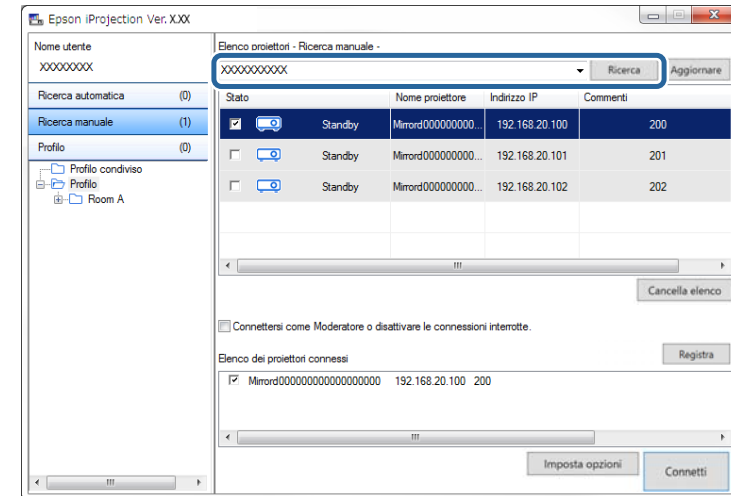 Epson iProjection Ver. X.XX
Nome utente
XXXXXXXX
Ricerca automatica (0)
Ricerca manuale (1)
Profilo (0)
Profilo condiviso
Profilo
Room A
Elenco proiettori - Ricerca manuale -
XXXXXXXXXX Ricerca Aggiornare
Stato Nome proiettore Indirizzo IP Commenti
Standby Mirrord000000000... 192.168.20.100 200
Standby Mirrord000000000... 192.168.20.101 201
Standby Mirrord000000000... 192.168.20.102 202
Cancella elenco
Connettersi come Moderatore o disattivare le connessioni interrotte.
Elenco dei proiettori connessi Registra
Mirrord000000000000000000 192.168.20.100 200
Imposta opzioni Connetti